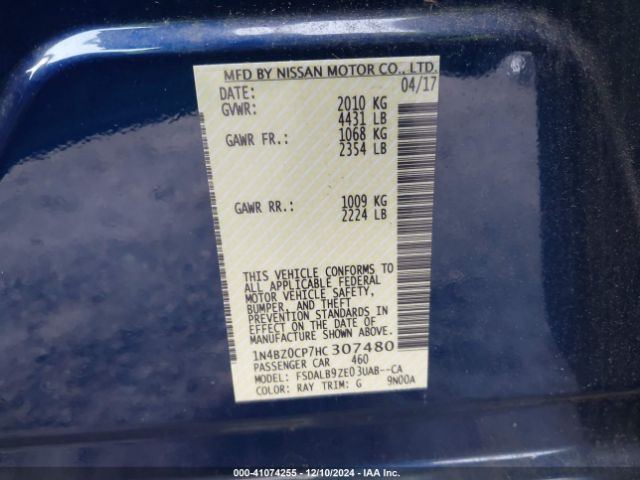 MFD BY NISSAN MOTOR CO., LTD.
DATE: 04/17
GVWR: 2010 KG
4431 LB
GAWR FR.: 1068 KG
2354 LB
GAWR RR.: 1009 KG
2224 LB
THIS VEHICLE CONFORMS TO
ALL APPLICABLE FEDERAL
MOTOR VEHICLE SAFETY,
BUMPER, AND THEFT
PREVENTION STANDARDS IN
EFFECT ON THE DATE OF
MANUFACTURE SHOWN ABOVE.
1N4BZ0CP7HC307480
PASSENGER CAR 460
MODEL: FSDALB9ZE03UAB--CA
COLOR: RAY TRIM: G 9N00A
000-41074255 - 12/10/2024 - IAA Inc.